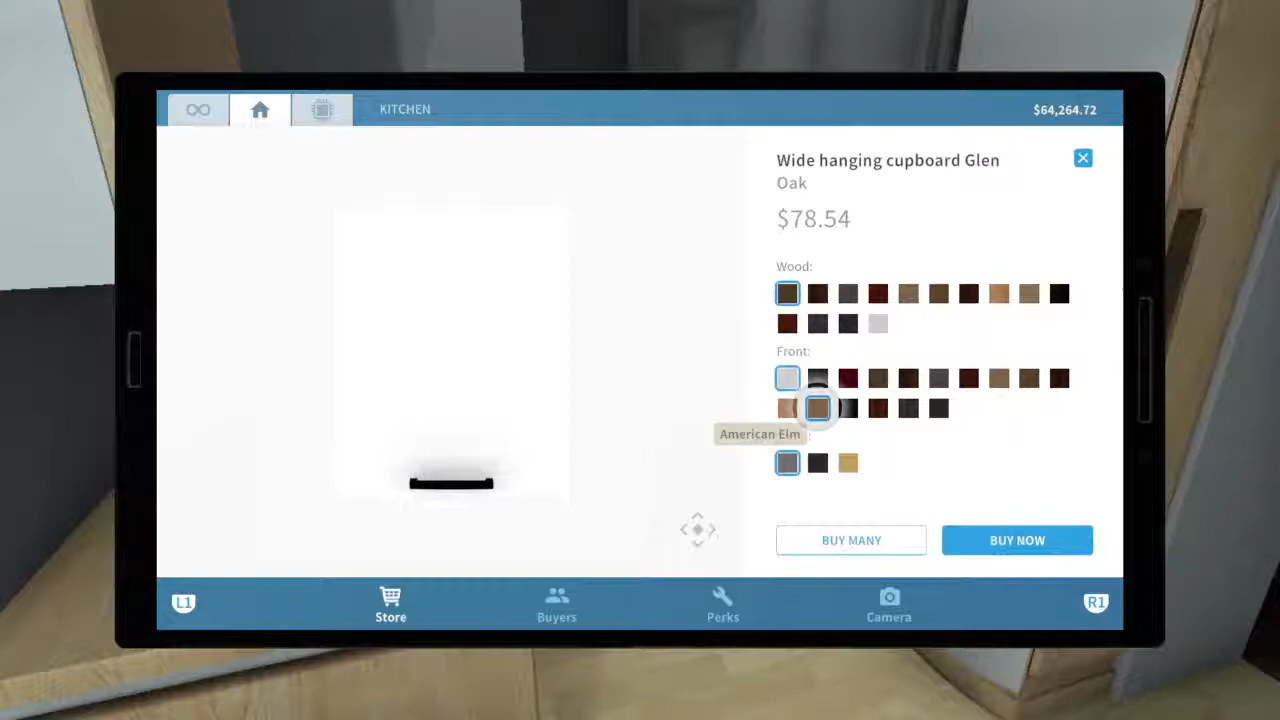 KITCHEN
$64,264.72
Wide hanging cupboard Glen
Oak
$78.54
Wood:
Front:
American Elm
BUY MANY
BUY NOW
L1
Store
Buyers
Perks
Camera
R1